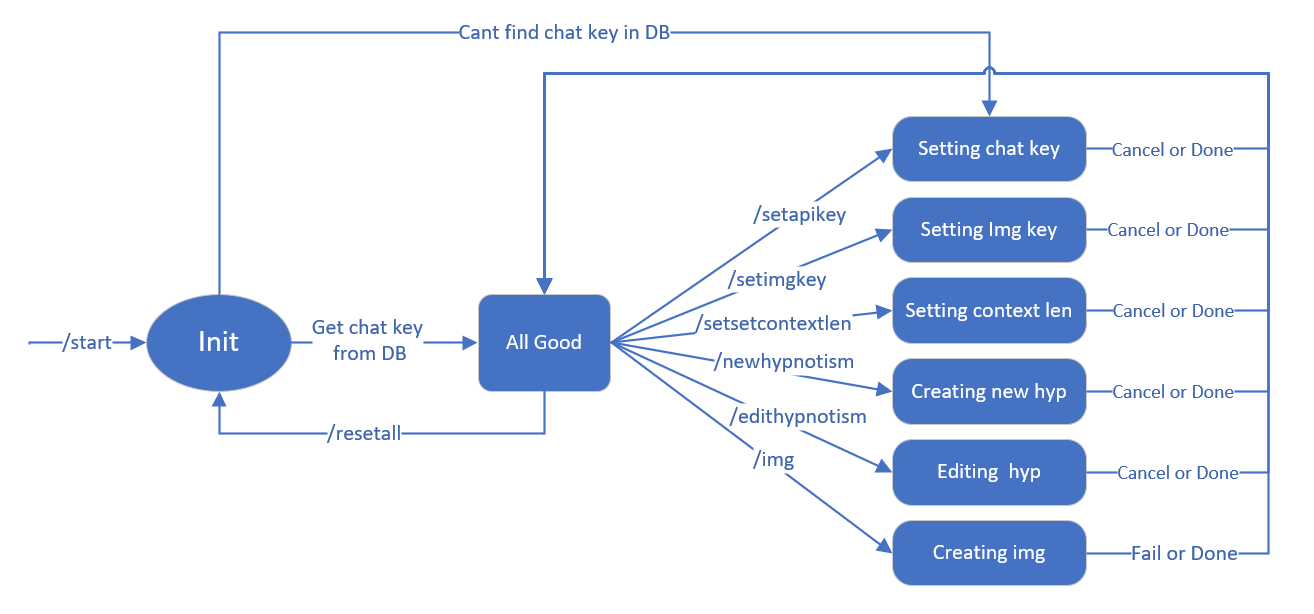 Cant find chat key in DB
Setting chat key
Cancel or Done
/setapikey
Setting Img key
Cancel or Done
/setimgkey
Setting context len
Cancel or Done
/setsetcontextlen
/start
Init
Get chat key
from DB
All Good
/newhypnotism
Creating new hyp
Cancel or Done
/edithypnotism
/resetall
/img
Editing  hyp
Cancel or Done
Creating img
Fail or Done